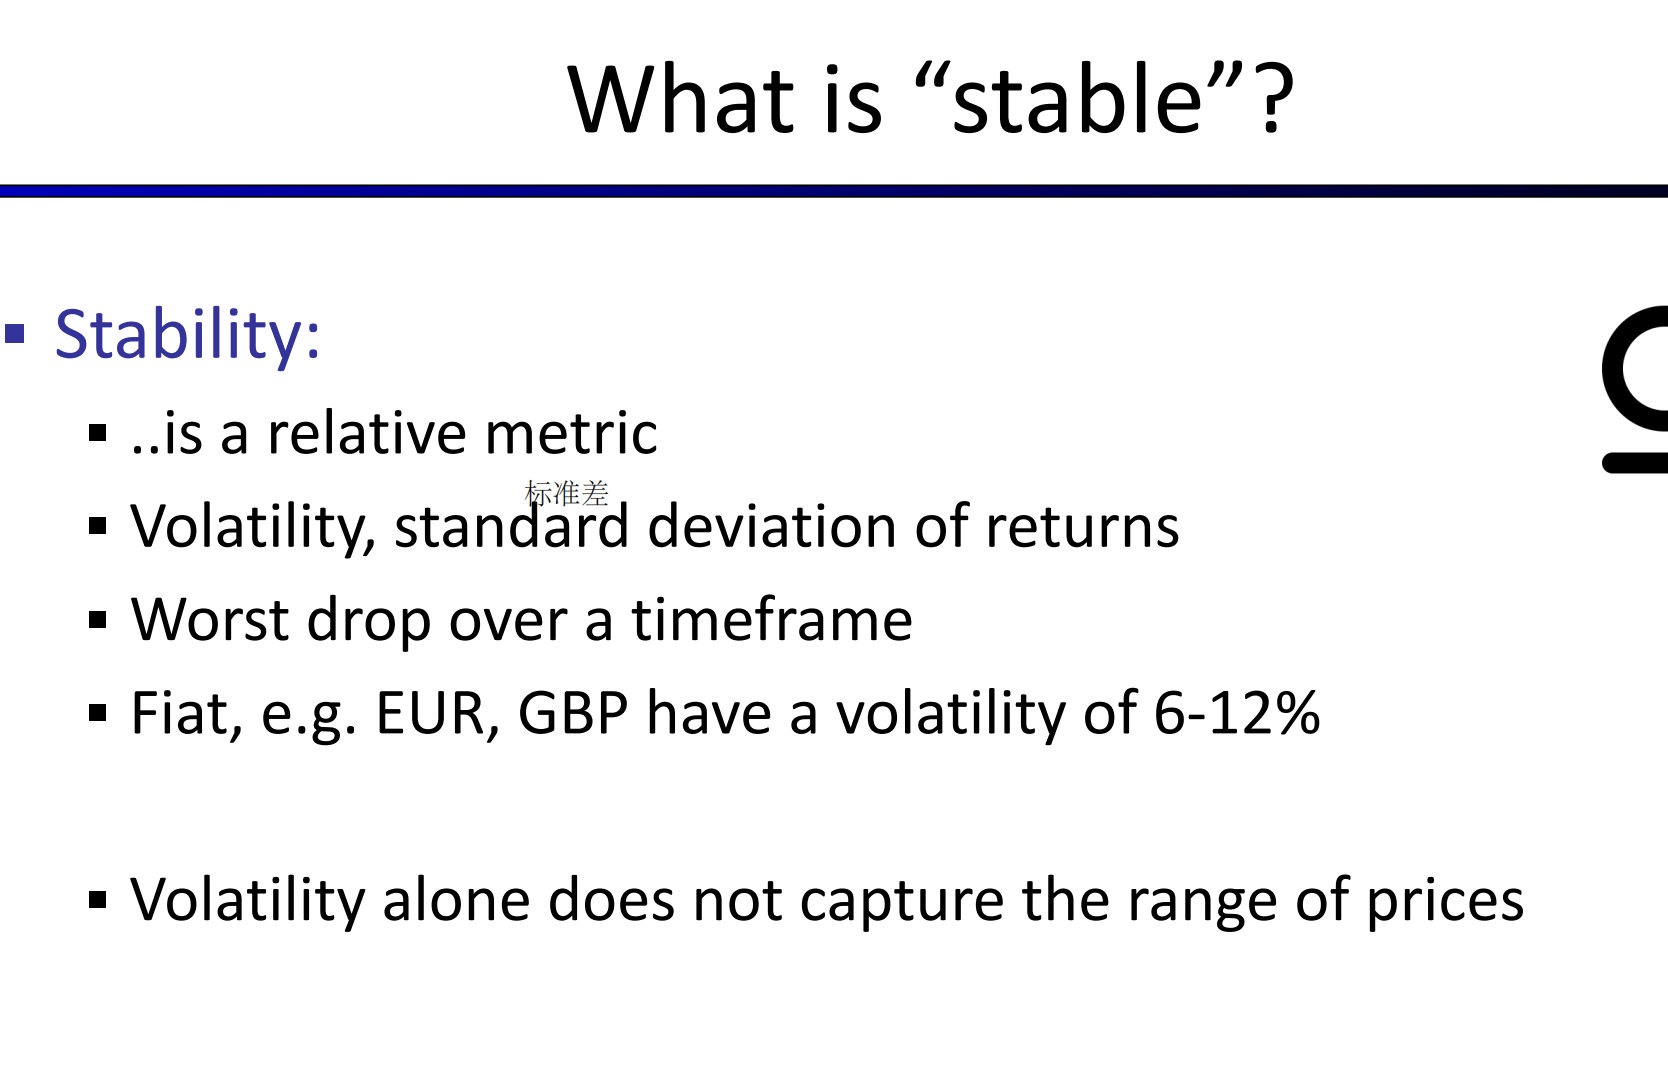 What is “stable”?
Stability:
..is a relative metric
标准差
Volatility, standard deviation of returns
Worst drop over a timeframe
Fiat, e.g. EUR, GBP have a volatility of 6-12%
Volatility alone does not capture the range of prices